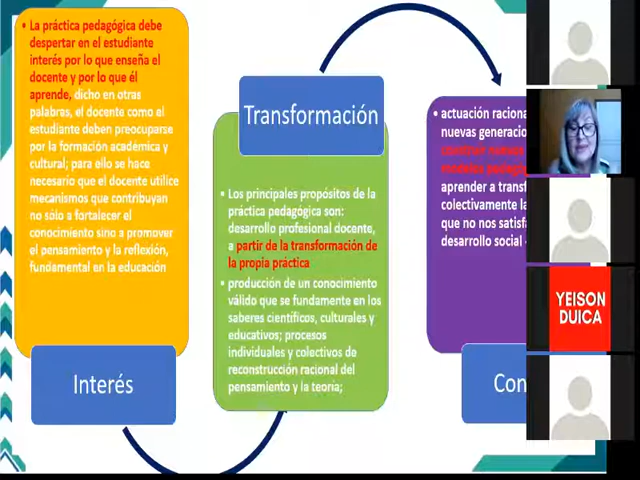 • La práctica pedagógica debe
despertar en el estudiante
interés por lo que enseña el
docente y por lo que él
aprende, dicho en otras
palabras, el docente como el
estudiante deben preocuparse
por la formación académica y
cultural; para ello se hace
necesario que el docente utilice
mecanismos que contribuyan
no sólo a fortalecer el
conocimiento sino a promover
el pensamiento y la reflexión,
fundamental en la educación
Interés
Transformación
• Los principales propósitos de la
práctica pedagógica son:
desarrollo profesional docente,
a partir de la transformación de
la propia práctica
• producción de un conocimiento
válido que se fundamente en los
saberes científicos, culturales y
educativos; procesos
individuales y colectivos de
reconstrucción racional del
pensamiento y la teoría;
• actuación raciona
nuevas generacio
aprender a transf
colectivamente la
que no nos satisf
desarrollo social
Con
YEISON
DUICA